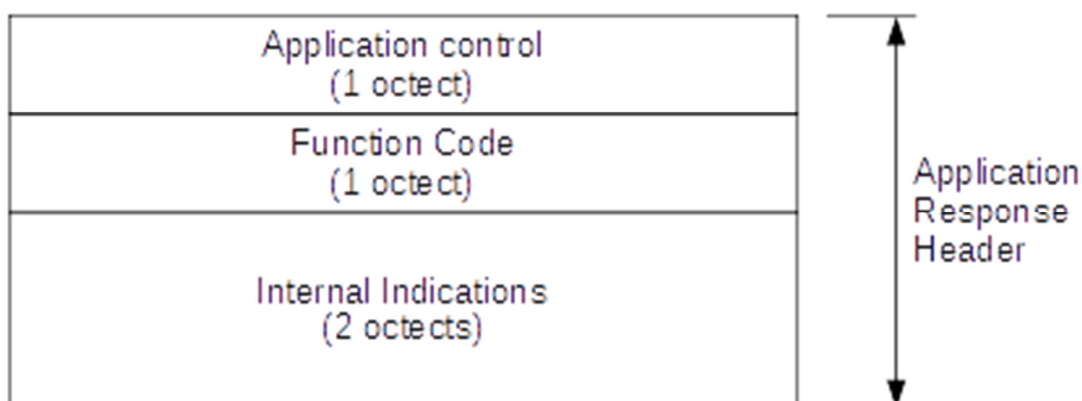 Application control
(1 octect)
Function Code
(1 octect)
Application
Response
Header
Internal Indications
(2 octects)